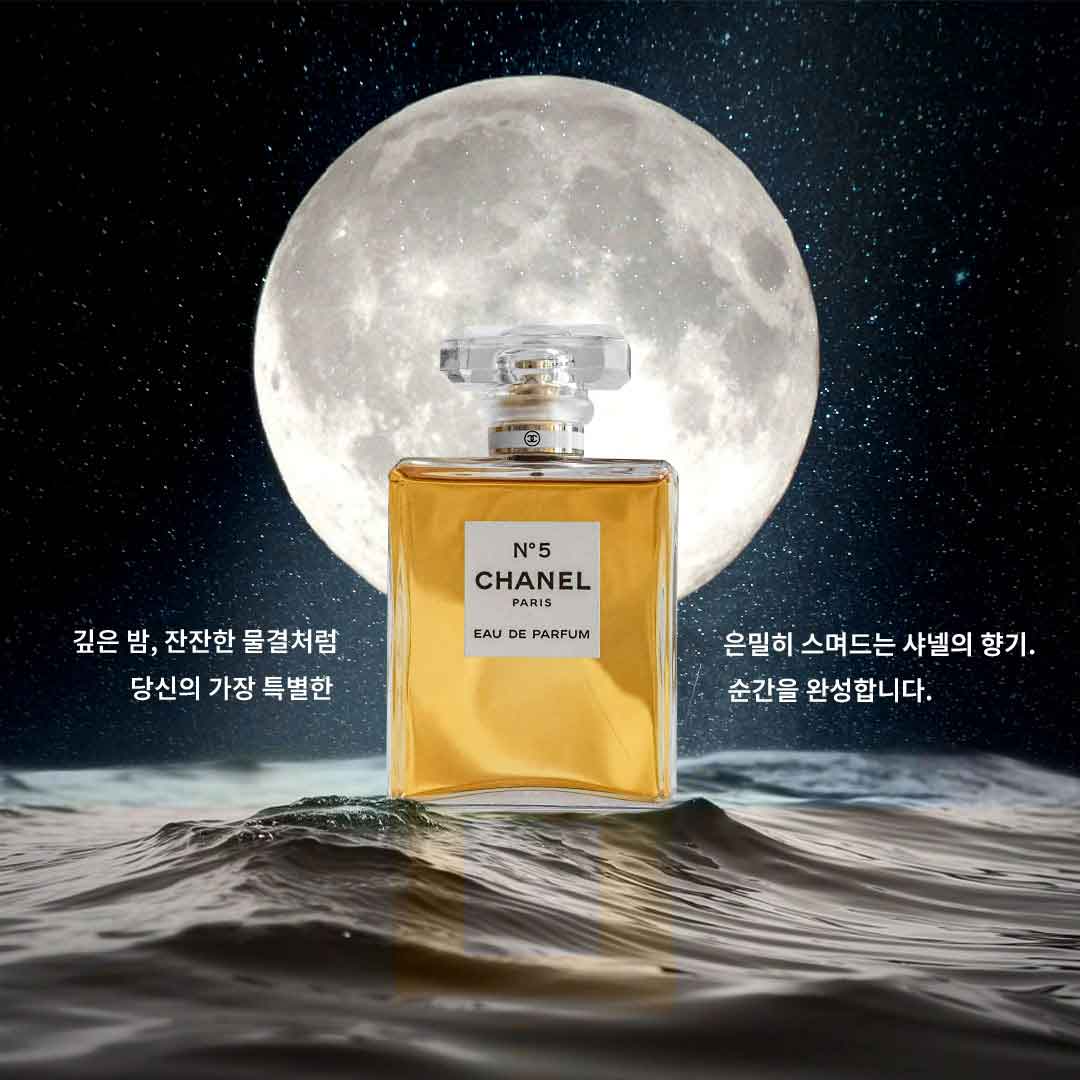 N°5
CHANEL
PARIS
EAU DE PARFUM
깊은 밤, 잔잔한 물결처럼
은밀히 스며드는 샤넬의 향기.
당신의 가장 특별한
순간을 완성합니다.